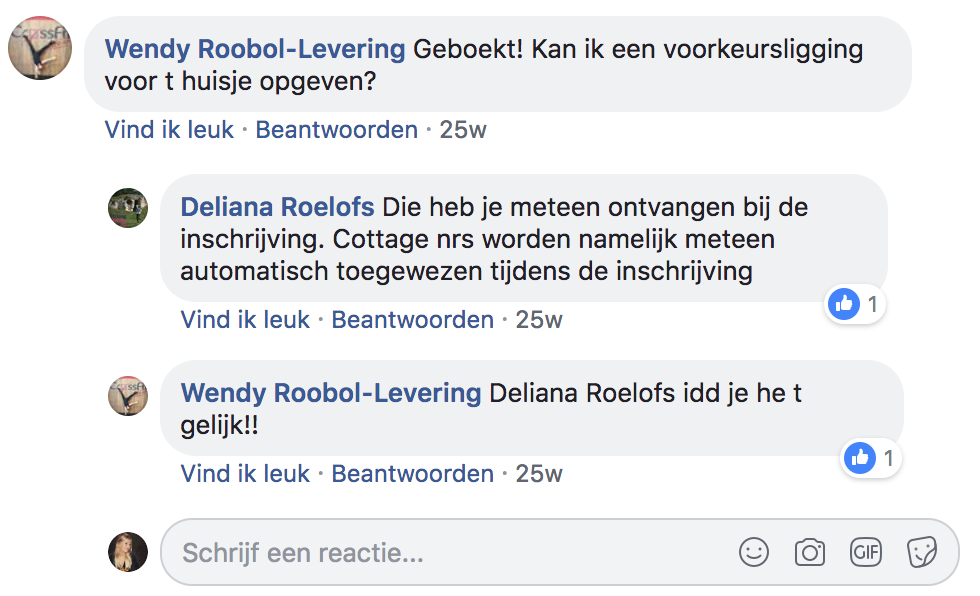 Wendy Roobol-Levering Geboekt! Kan ik een voorkeursligging
voor t huisje opgeven?
Vind ik leuk · Beantwoorden · 25w
Deliana Roelofs Die heb je meteen ontvangen bij de
inschrijving. Cottage nrs worden namelijk meteen
automatisch toegewezen tijdens de inschrijving
1
Vind ik leuk · Beantwoorden · 25w
Wendy Roobol-Levering Deliana Roelofs idd je he t
gelijk!!
1
Vind ik leuk · Beantwoorden · 25w
Schrijf een reactie... GIF